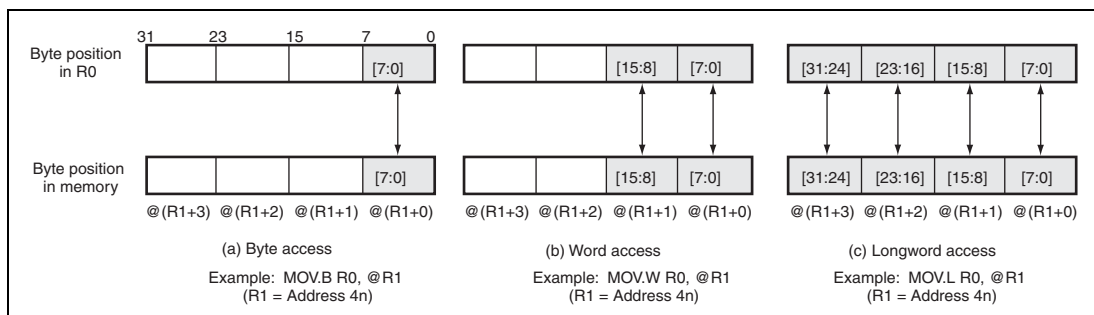 31 23 15 7 0
Byte position
in R0
[7:0]
[15:8] [7:0]
[31:24] [23:16] [15:8] [7:0]
Byte position
in memory
[7:0]
[15:8] [7:0]
[31:24] [23:16] [15:8] [7:0]
@(R1+3) @(R1+2) @(R1+1) @(R1+0)
@(R1+3) @(R1+2) @(R1+1) @(R1+0)
@(R1+3) @(R1+2) @(R1+1) @(R1+0)
(a) Byte access
Example: MOV.B R0, @R1
(R1 = Address 4n)
(b) Word access
Example: MOV.W R0, @R1
(R1 = Address 4n)
(c) Longword access
Example: MOV.L R0, @R1
(R1 = Address 4n)